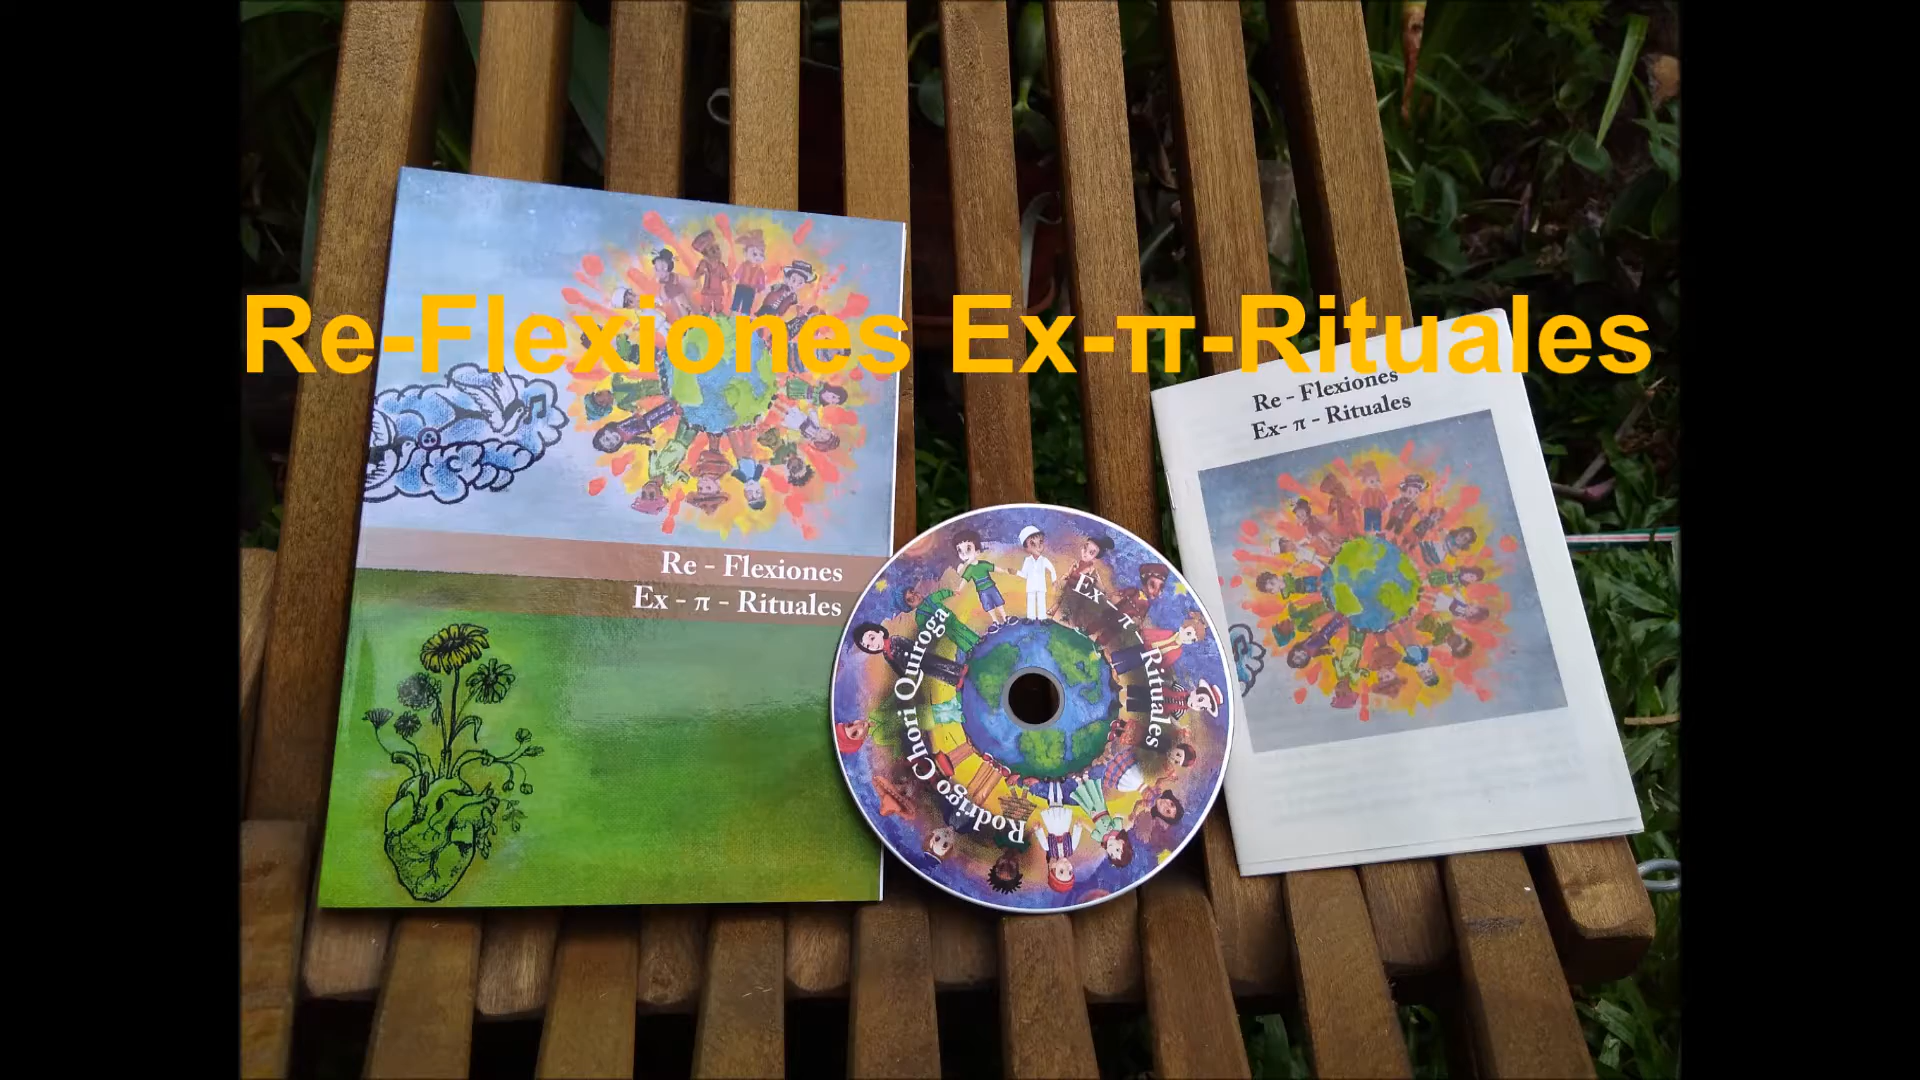 Re-Flexiones Ex-π-Rituales
Re - Flexiones
Ex - π - Rituales
Rodrigo Chori Quiroga
Ex - π - Rituales
Re - Flexiones
Ex- π - Rituales